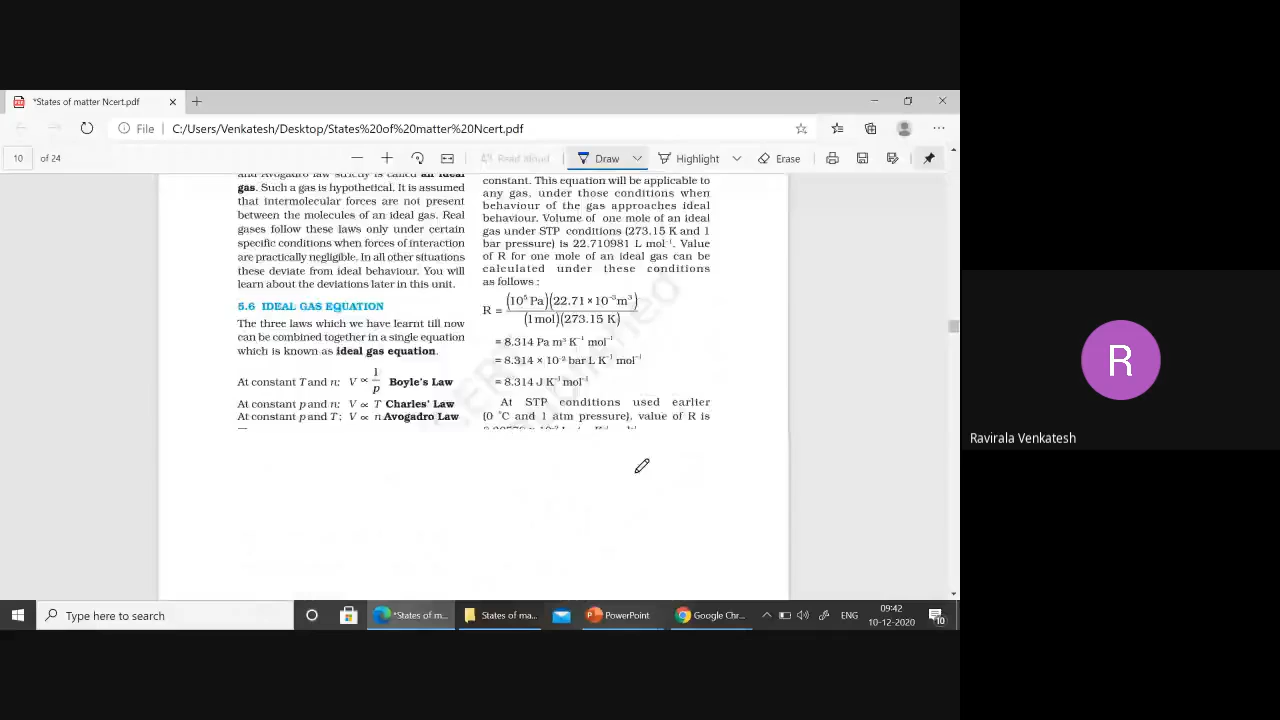 *States of matter Ncert.pdf
File
C:/Users/Venkatesh/Desktop/States%20of%20matter%20Ncert.pdf
10 of 24
Read aloud
Draw
Highlight
Erase
and Avogadro law strictly is called an ideal
gas. Such a gas is hypothetical. It is assumed
that intermolecular forces are not present
between the molecules of an ideal gas. Real
gases follow these laws only under certain
specific conditions when forces of interaction
are practically negligible. In all other situations
these deviate from ideal behaviour. You will
learn about the deviations later in this unit.
5.6 IDEAL GAS EQUATION
The three laws which we have learnt till now
can be combined together in a single equation
which is known as ideal gas equation.
At constant T and n; V ∝ 1/p Boyle's Law
At constant p and n; V ∝ T Charles' Law
At constant p and T ; V ∝ n Avogadro Law
constant. This equation will be applicable to
any gas, under those conditions when
behaviour of the gas approaches ideal
behaviour. Volume of one mole of an ideal
gas under STP conditions (273.15 K and 1
bar pressure) is 22.710981 L mol⁻¹. Value
of R for one mole of an ideal gas can be
calculated under these conditions
as follows :
R = (10⁵ Pa)(22.71 × 10⁻³ m³) / (1 mol)(273.15 K)
= 8.314 Pa m³ K⁻¹ mol⁻¹
= 8.314 × 10⁻² bar L K⁻¹ mol⁻¹
= 8.314 J K⁻¹ mol⁻¹
At STP conditions used earlier
(0 °C and 1 atm pressure), value of R is
R
Ravirala Venkatesh
Type here to search
*States of m...
States of ma...
PowerPoint
Google Chr...
ENG
09:42
10-12-2020
10